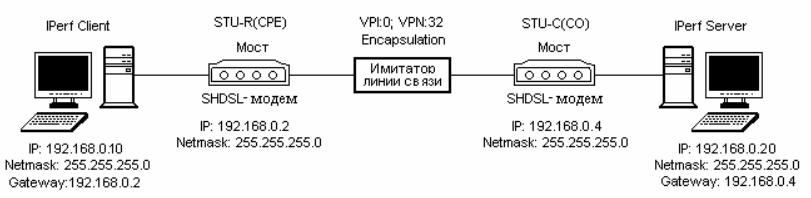 IPerf Client
STU-R(CPE)
VPI:0; VPN:32
Encapsulation
STU-C(CO)
IPerf Server
Мост
Имитатор
линии связи
Мост
SHDSL- модем
SHDSL- модем
IP: 192.168.0.10
Netmask: 255.255.255.0
Gateway:192.168.0.2
IP: 192.168.0.2
Netmask: 255.255.255.0
IP: 192.168.0.4
Netmask: 255.255.255.0
IP: 192.168.0.20
Netmask: 255.255.255.0
Gateway: 192.168.0.4